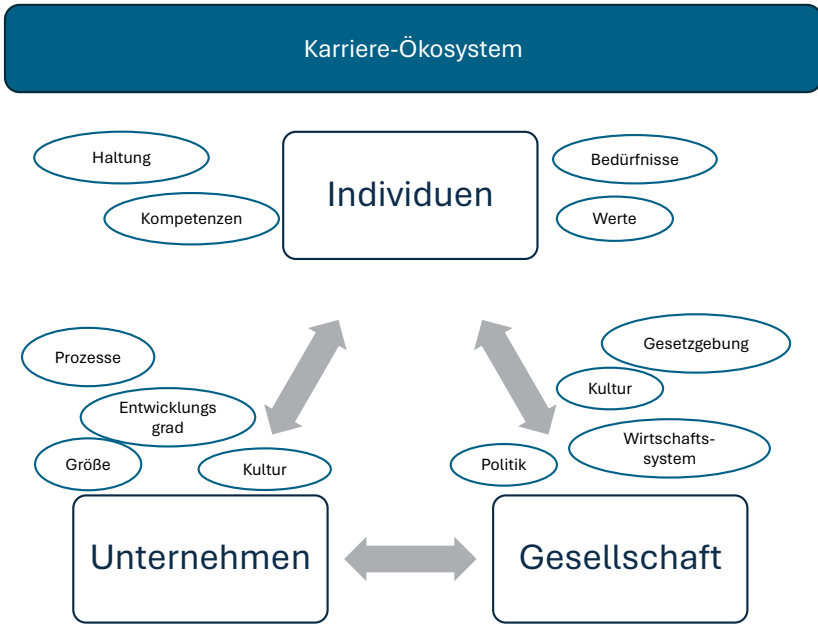 Karriere-Ökosystem
Haltung
Kompetenzen
Individuen
Bedürfnisse
Werte
Prozesse
Entwicklungs
grad
Größe
Kultur
Gesetzgebung
Kultur
Wirtschafts-
system
Politik
Unternehmen
Gesellschaft